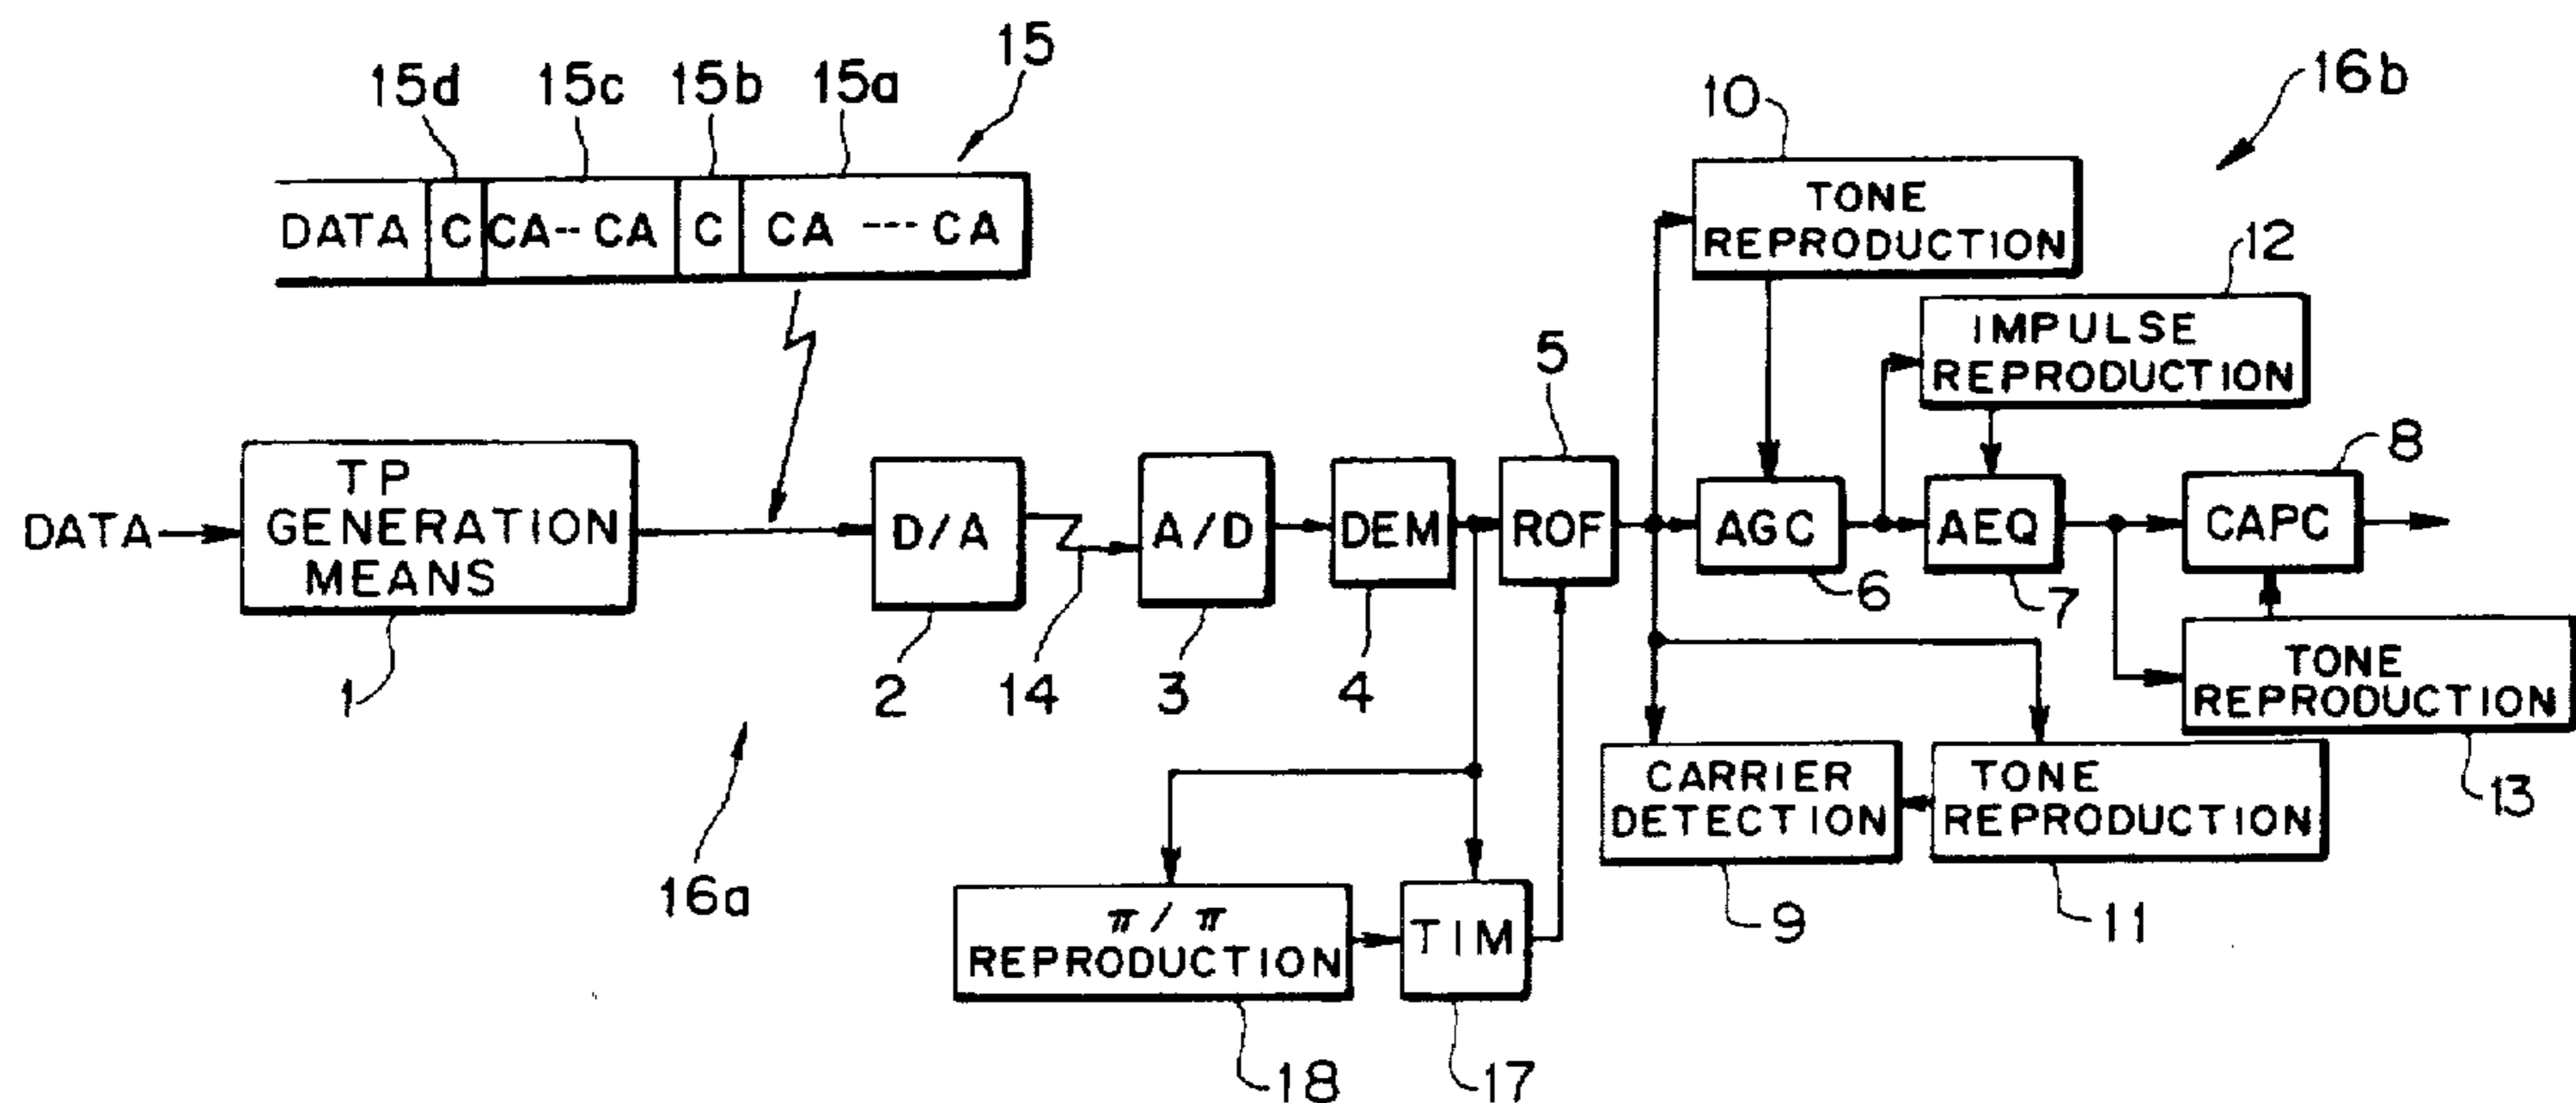 15
15d 15c 15b 15a
16b
10
DATA C CA-- CA C CA --- CA
TONE
REPRODUCTION
12
IMPULSE
REPRODUCTION
5
8
DATA
TP
GENERATION
MEANS
D/A
A/D
DEM
ROF
AGC
AEQ
CAPC
6
7
1
2
14
3
4
TONE
REPRODUCTION
13
16a
CARRIER
DETECTION
TONE
REPRODUCTION
9
11
π/π
REPRODUCTION
TIM
18
17